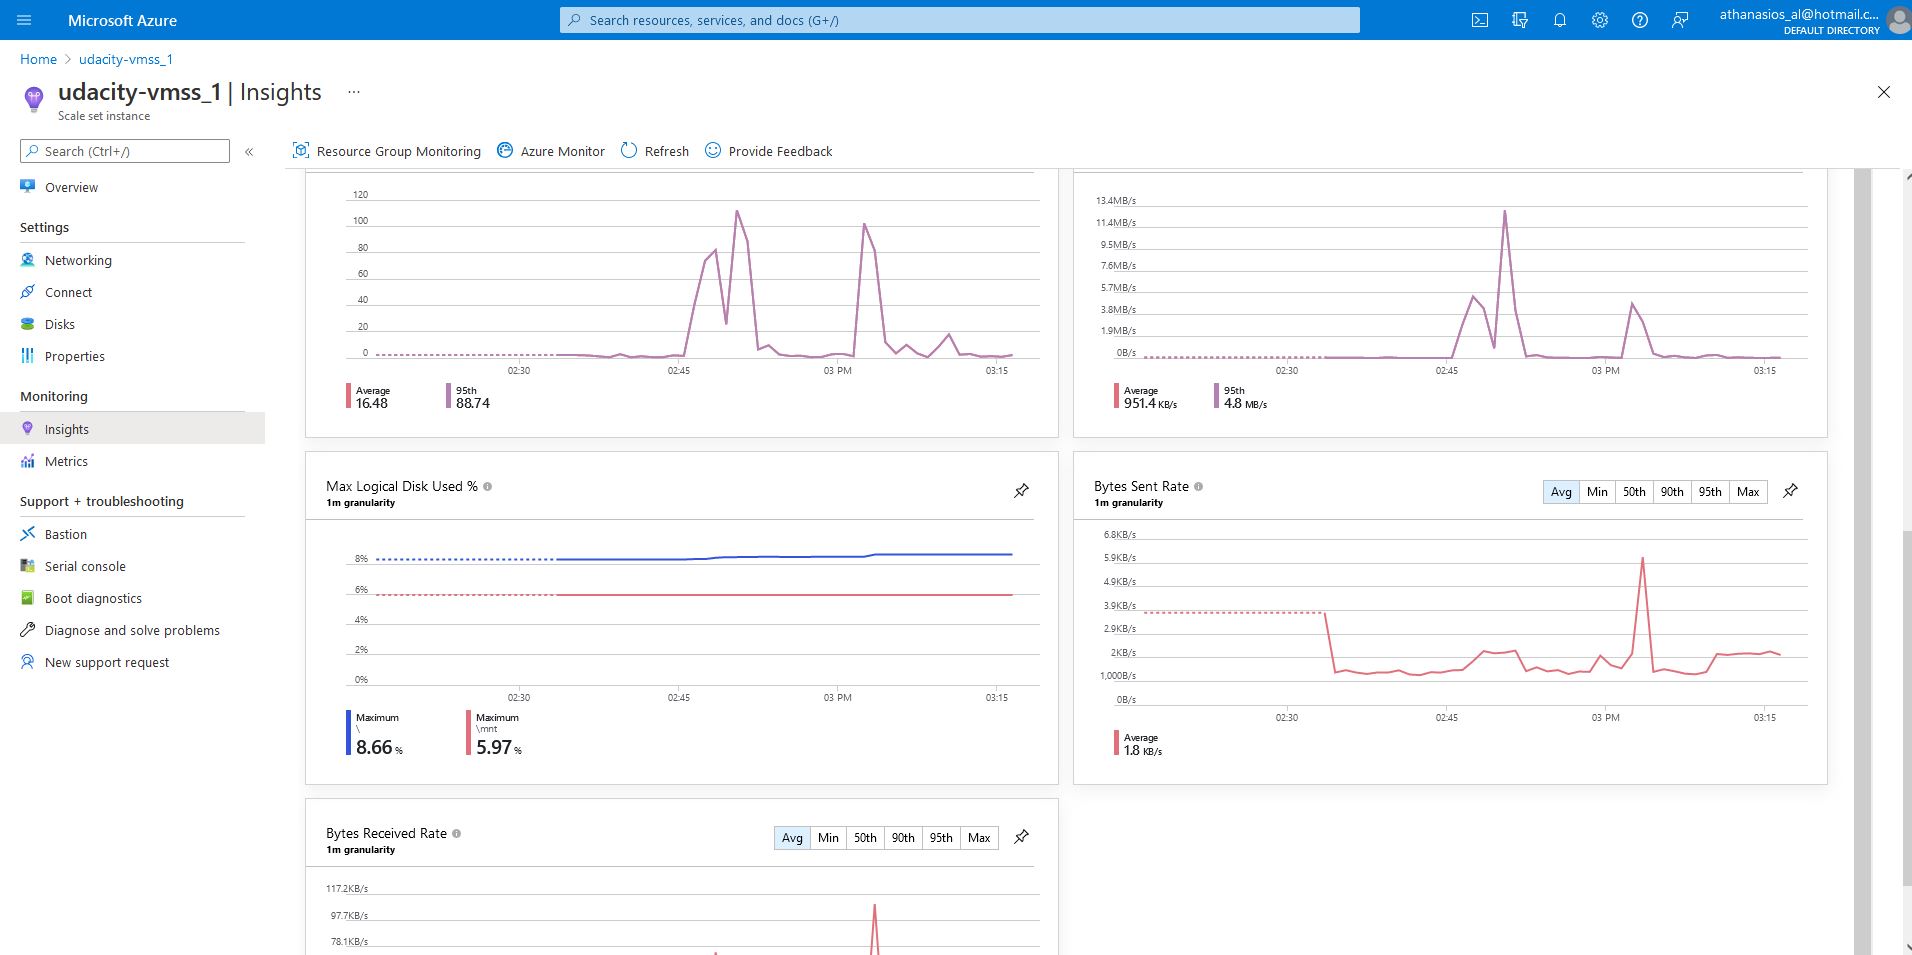 Microsoft Azure
Search resources, services, and docs (G+/)
athanasios_al@hotmail.c...
DEFAULT DIRECTORY
Home > udacity-vmss_1
udacity-vmss_1 | Insights ...
Scale set instance
Search (Ctrl+/)
«
Resource Group Monitoring
Azure Monitor
Refresh
Provide Feedback
Overview
Settings
Networking
Connect
Disks
Properties
Monitoring
Insights
Metrics
Support + troubleshooting
Bastion
Serial console
Boot diagnostics
Diagnose and solve problems
New support request
120
100
80
60
40
20
0
02:30 02:45 03 PM 03:15
Average 95th
16.48 88.74
13.4MB/s
11.4MB/s
9.5MB/s
7.6MB/s
5.7MB/s
3.8MB/s
1.9MB/s
0B/s
02:30 02:45 03 PM 03:15
Average 95th
951.4 KB/s 4.8 MB/s
Max Logical Disk Used %
1m granularity
8%
6%
4%
2%
0%
02:30 02:45 03 PM 03:15
Maximum Maximum
\ \mnt
8.66 % 5.97 %
Bytes Sent Rate
1m granularity
Avg Min 50th 90th 95th Max
6.8KB/s
5.9KB/s
4.9KB/s
3.9KB/s
2.9KB/s
2KB/s
1,000B/s
0B/s
02:30 02:45 03 PM 03:15
Average
1.8 KB/s
Bytes Received Rate
1m granularity
Avg Min 50th 90th 95th Max
117.2KB/s
97.7KB/s
78.1KB/s